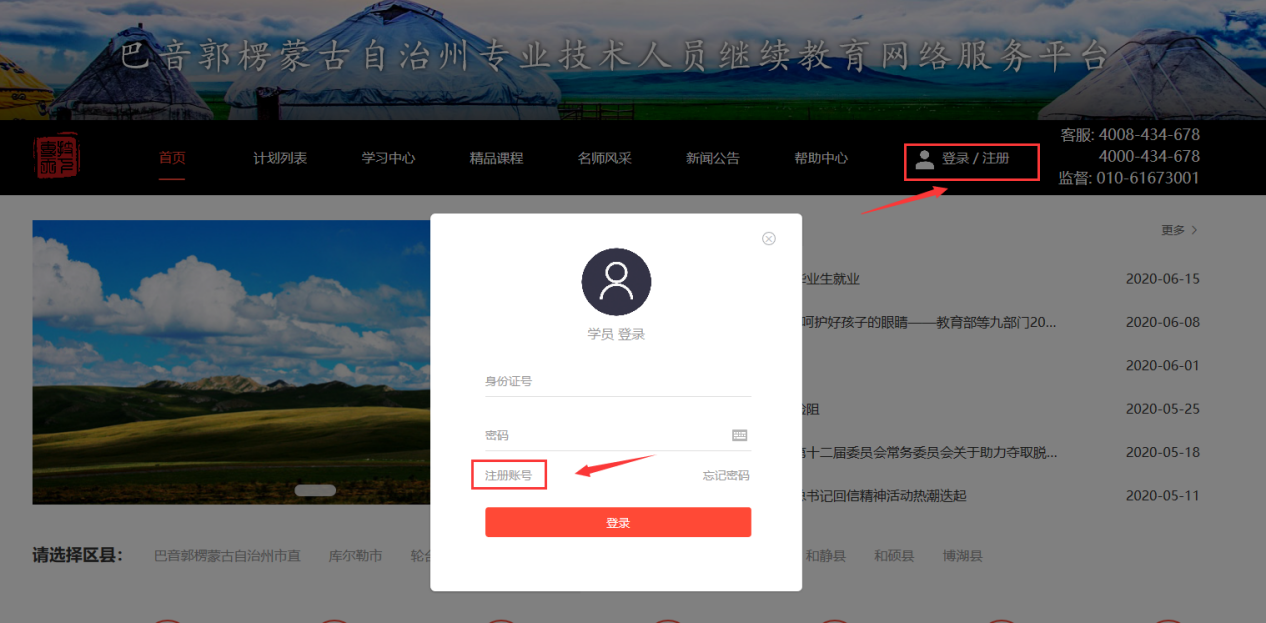 巴音郭楞蒙古自治州专业技术人员继续教育网络服务平台
首页 计划列表 学习中心 精品课程 名师风采 新闻公告 帮助中心 登录 / 注册
客服: 4008-434-678
4000-434-678
监督: 010-61673001
更多
学员 登录
身份证号
密码
注册账号 忘记密码
登录
业生就业 2020-06-15
呵护好孩子的眼睛——教育部等九部门20... 2020-06-08
2020-06-01
2020-05-25
第十二届委员会常务委员会关于助力夺取脱... 2020-05-18
书记回信精神活动热潮迭起 2020-05-11
请选择区县: 巴音郭楞蒙古自治州市直 库尔勒市 轮台 和静县 和硕县 博湖县